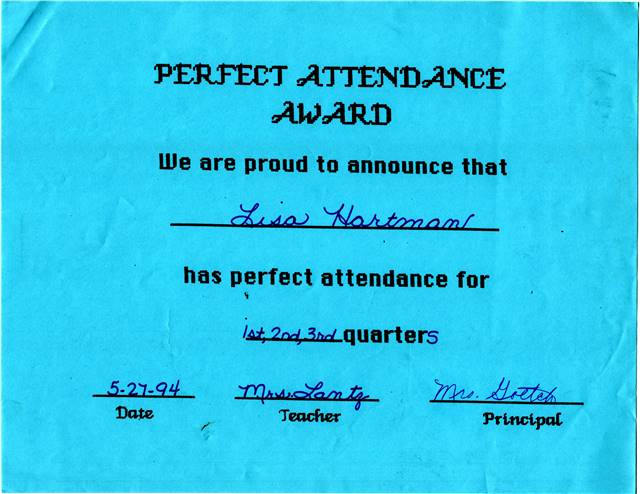 PERFECT ATTENDANCE
AWARD
We are proud to announce that
Lisa Hartman
has perfect attendance for
1st, 2nd, 3rd quarters
5-27-94 Mrs. Lantz Mrs. Goetch
Date Teacher Principal